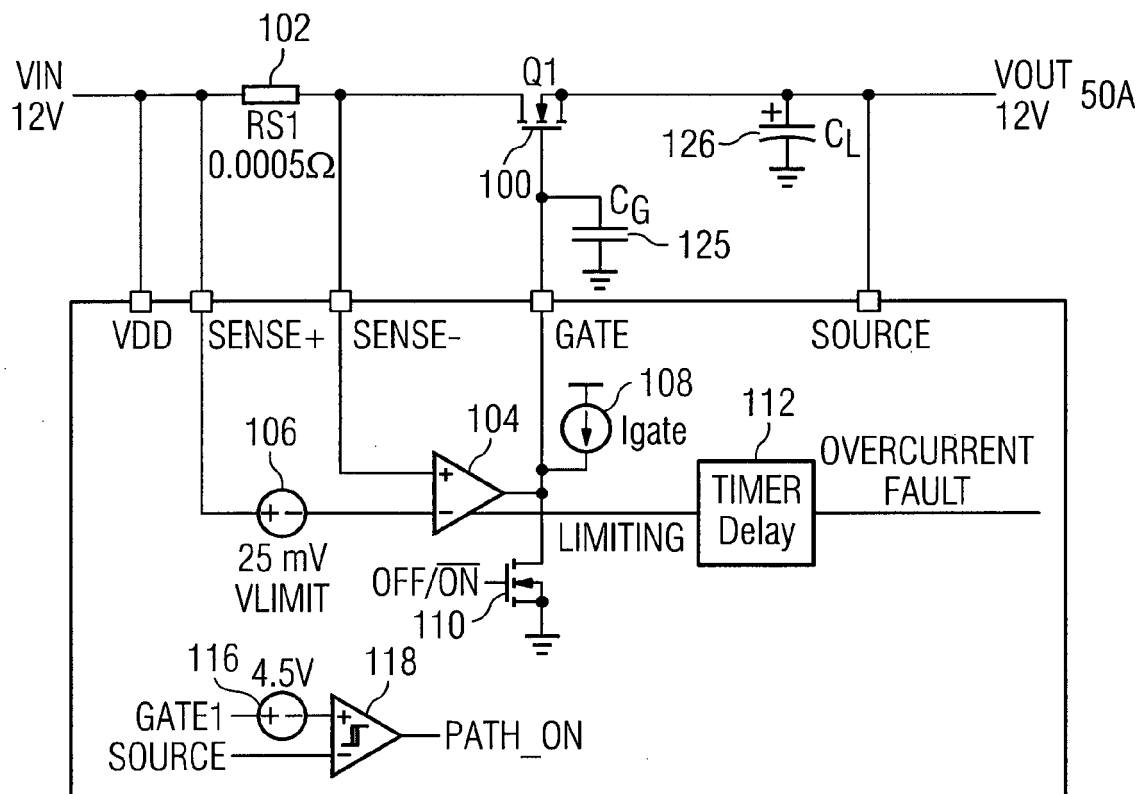 102
VIN
12V
RS1
0.0005Ω
Q1
100
VOUT
12V
50A
126
+
CL
CG
125
VDD
SENSE+
SENSE-
GATE
SOURCE
106
104
108
Igate
112
+ -
+
-
TIMER
Delay
OVERCURRENT
FAULT
LIMITING
25 mV
VLIMIT
OFF/O̅N̅
110
116
4.5V
118
GATE1
+ -
+
SOURCE
-
PATH_ON